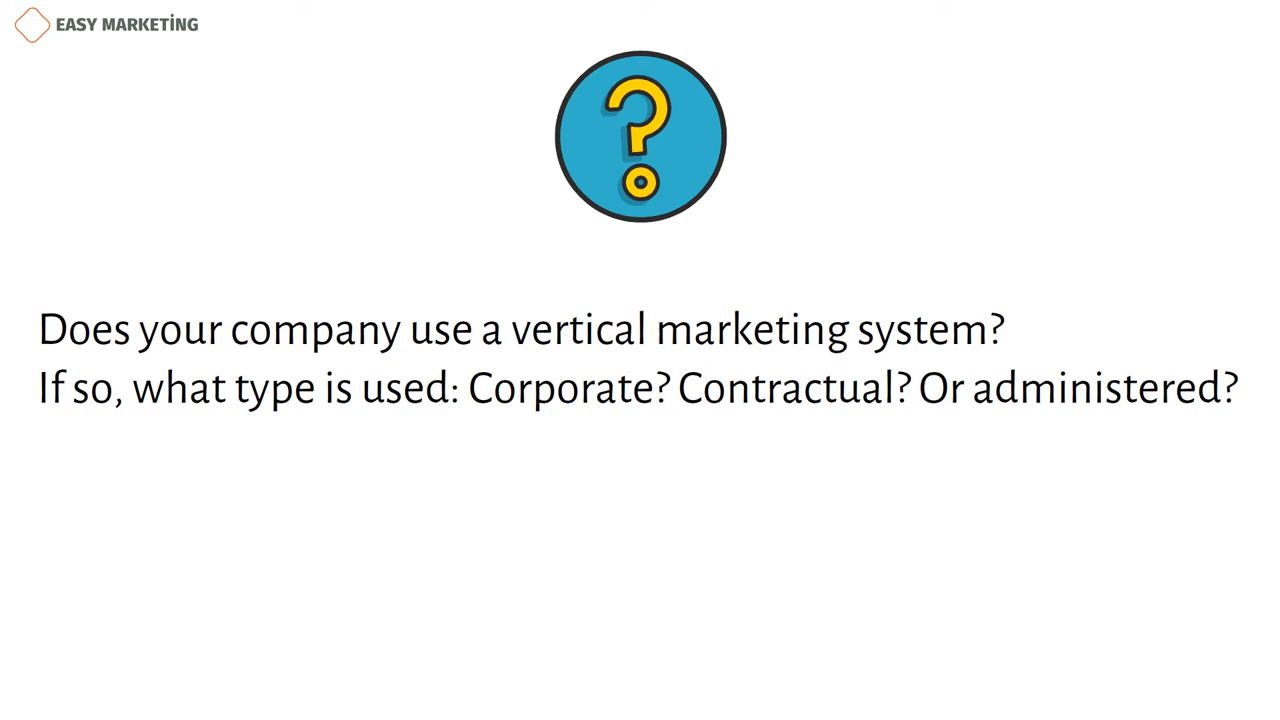 EASY MARKETİNG
Does your company use a vertical marketing system?
If so, what type is used: Corporate? Contractual? Or administered?